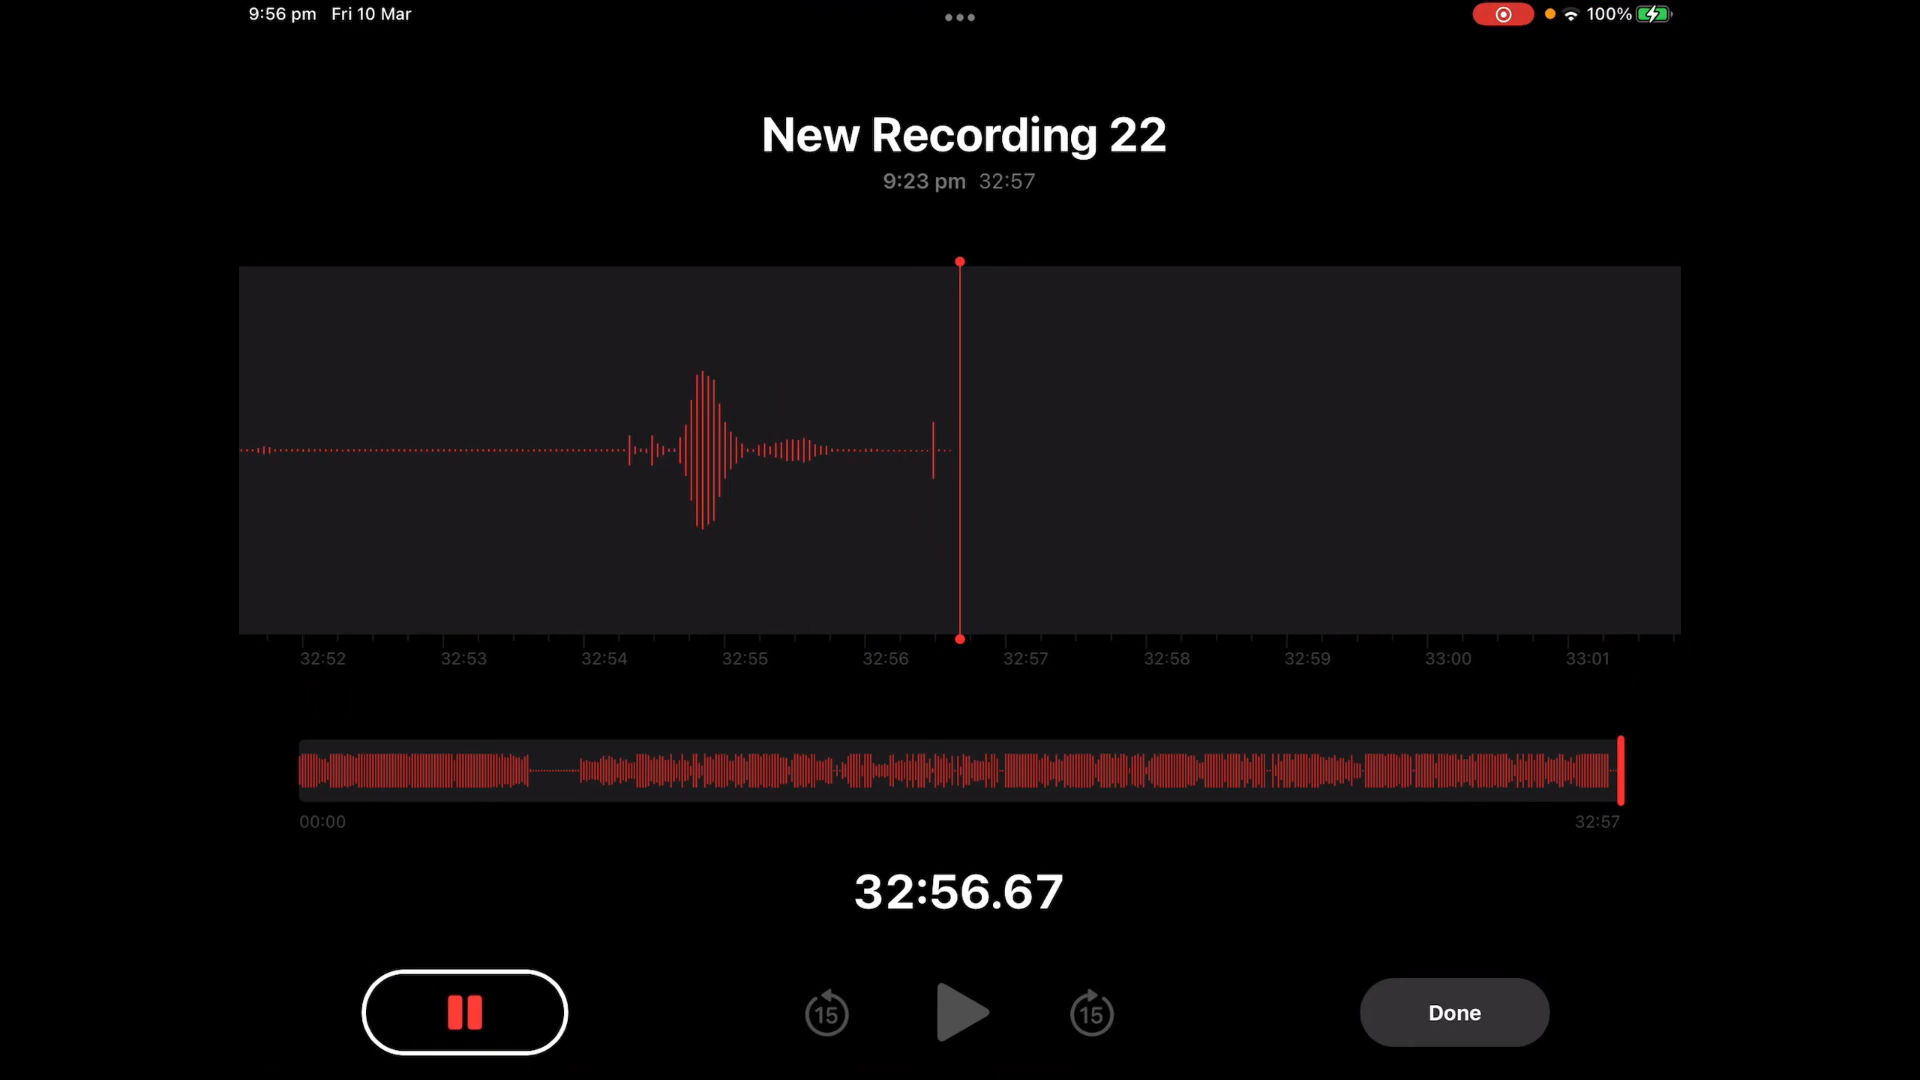 9:56 pm Fri 10 Mar
100%
New Recording 22
9:23 pm 32:57
32:52 32:53 32:54 32:55 32:56 32:57 32:58 32:59 33:00 33:01
00:00 32:57
32:56.67
15 15 Done